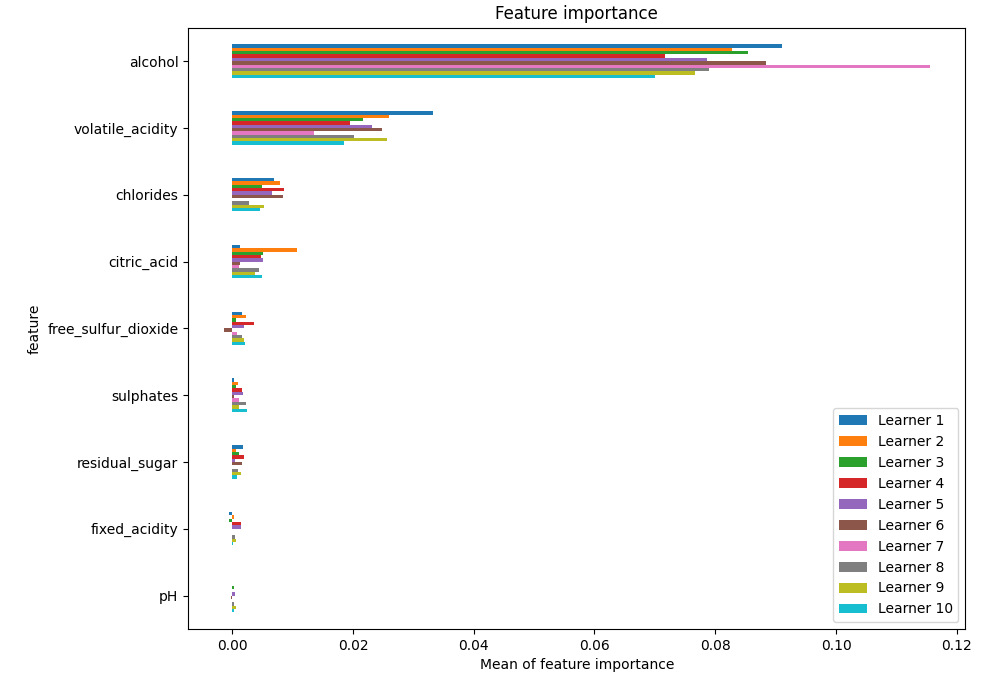 Feature importance
alcohol
volatile_acidity
chlorides
citric_acid
free_sulfur_dioxide
sulphates
residual_sugar
fixed_acidity
pH
feature
Learner 1
Learner 2
Learner 3
Learner 4
Learner 5
Learner 6
Learner 7
Learner 8
Learner 9
Learner 10
0.00 0.02 0.04 0.06 0.08 0.10 0.12
Mean of feature importance